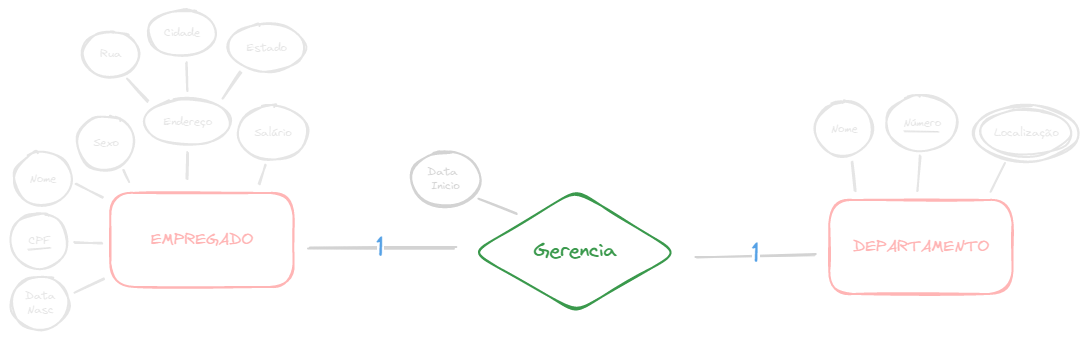 Cidade
Rua
Estado
Endereço
Salário
Sexo
Nome
CPF
Data
Nasc
EMPREGADO
1
Data
Inicio
Gerencia
1
Nome
Número
Localização
DEPARTAMENTO